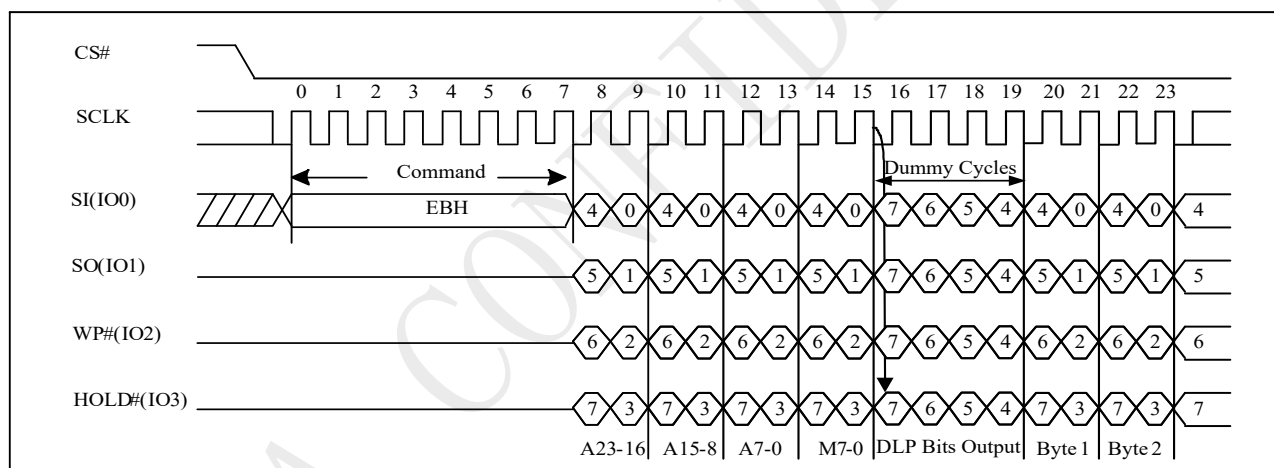 CS#
0 1 2 3 4 5 6 7 8 9 10 11 12 13 14 15 16 17 18 19 20 21 22 23
SCLK
Command
Dummy Cycles
SI(IO0)
EBH
4 0 4 0 4 0 4 0 7 6 5 4 4 0 4 0 4
SO(IO1)
5 1 5 1 5 1 5 1 7 6 5 4 5 1 5 1 5
WP#(IO2)
6 2 6 2 6 2 6 2 7 6 5 4 6 2 6 2 6
HOLD#(IO3)
7 3 7 3 7 3 7 3 7 6 5 4 7 3 7 3 7
A23-16 A15-8 A7-0 M7-0 DLP Bits Output Byte 1 Byte 2